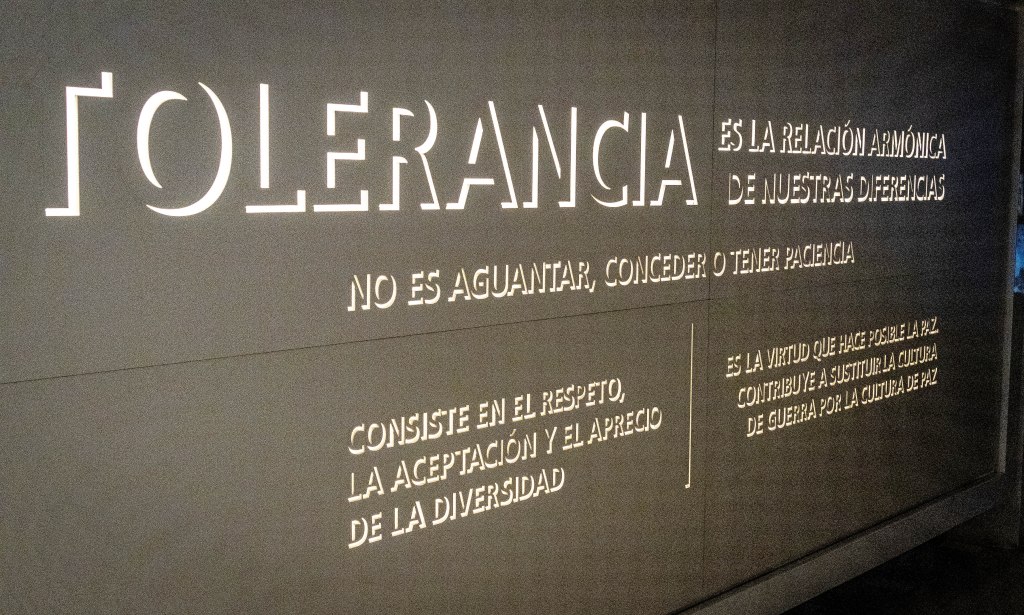 TOLERANCIA
ES LA RELACIÓN ARMÓNICA
DE NUESTRAS DIFERENCIAS
NO ES AGUANTAR, CONCEDER O TENER PACIENCIA
CONSISTE EN EL RESPETO,
LA ACEPTACIÓN Y EL APRECIO
DE LA DIVERSIDAD
ES LA VIRTUD QUE HACE POSIBLE LA PAZ.
CONTRIBUYE A SUSTITUIR LA CULTURA
DE GUERRA POR LA CULTURA DE PAZ